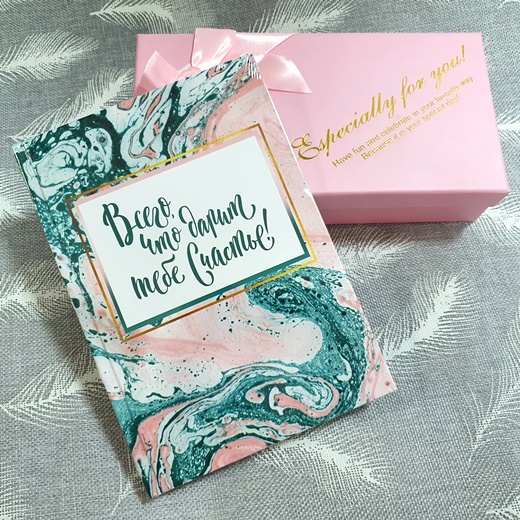 Всего,
что дарит
тебе Счастье!
Especially for you!
Have fun and celebrate in your favorite way
Because it is your special day!